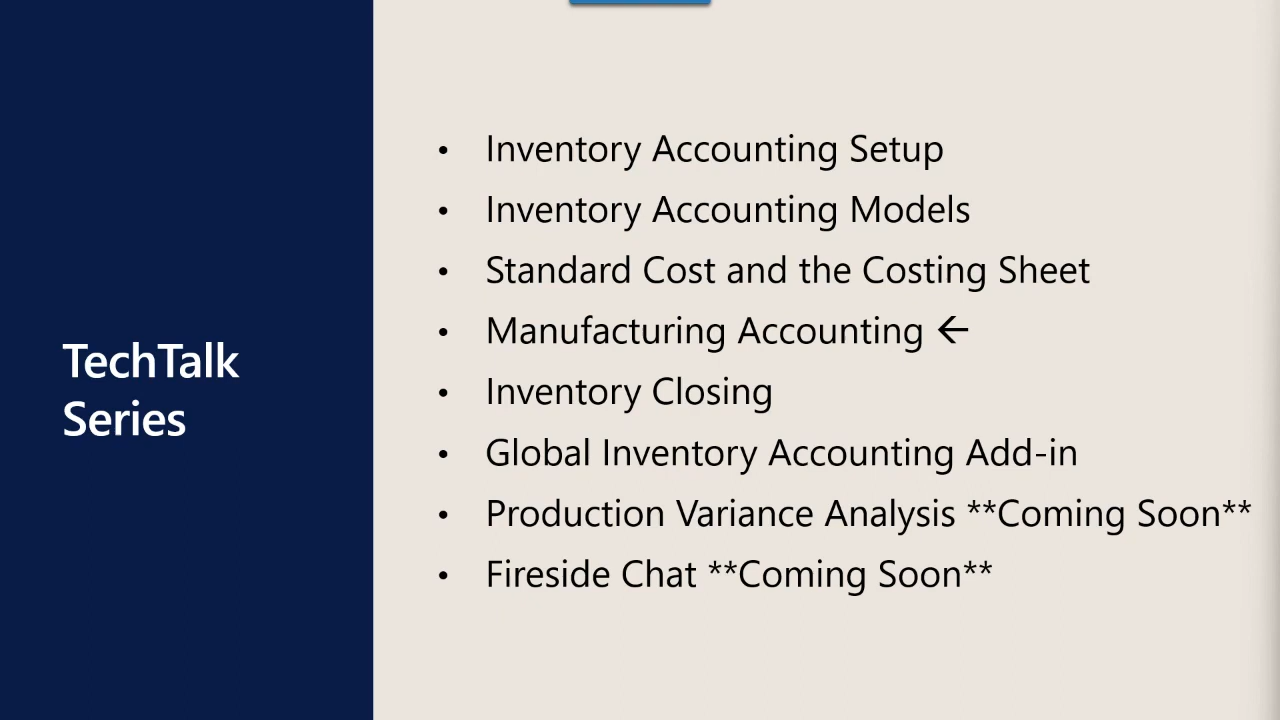 TechTalk
Series
• Inventory Accounting Setup
• Inventory Accounting Models
• Standard Cost and the Costing Sheet
• Manufacturing Accounting ←
• Inventory Closing
• Global Inventory Accounting Add-in
• Production Variance Analysis **Coming Soon**
• Fireside Chat **Coming Soon**